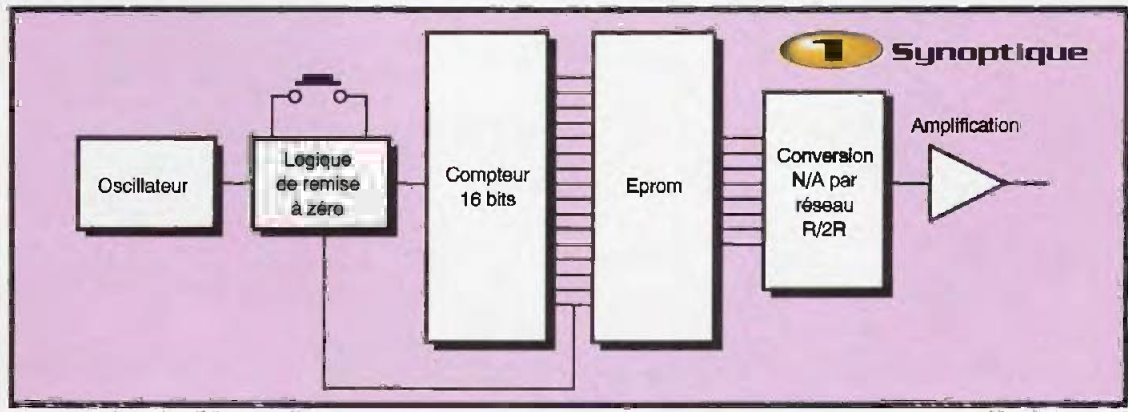 1 Synoptique
Oscillateur
Logique
de remise
à zéro
Compteur
16 bits
Eprom
Conversion
N/A par
réseau
R/2R
Amplification